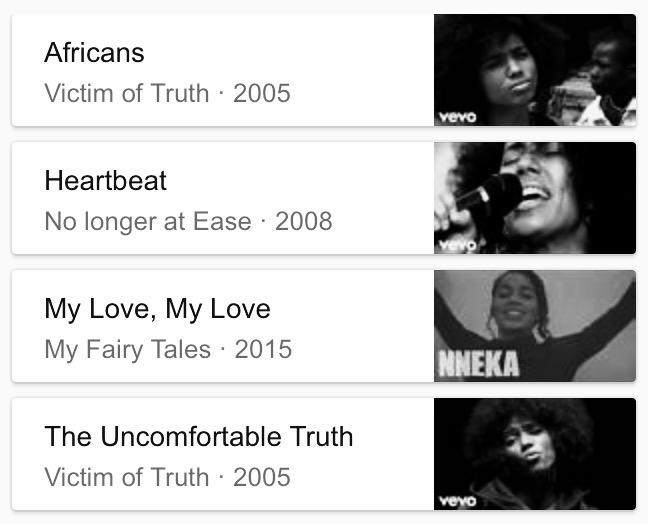 Africans
Victim of Truth · 2005
vevo
Heartbeat
No longer at Ease · 2008
vevo
My Love, My Love
My Fairy Tales · 2015
NNEKA
The Uncomfortable Truth
Victim of Truth · 2005
vevo